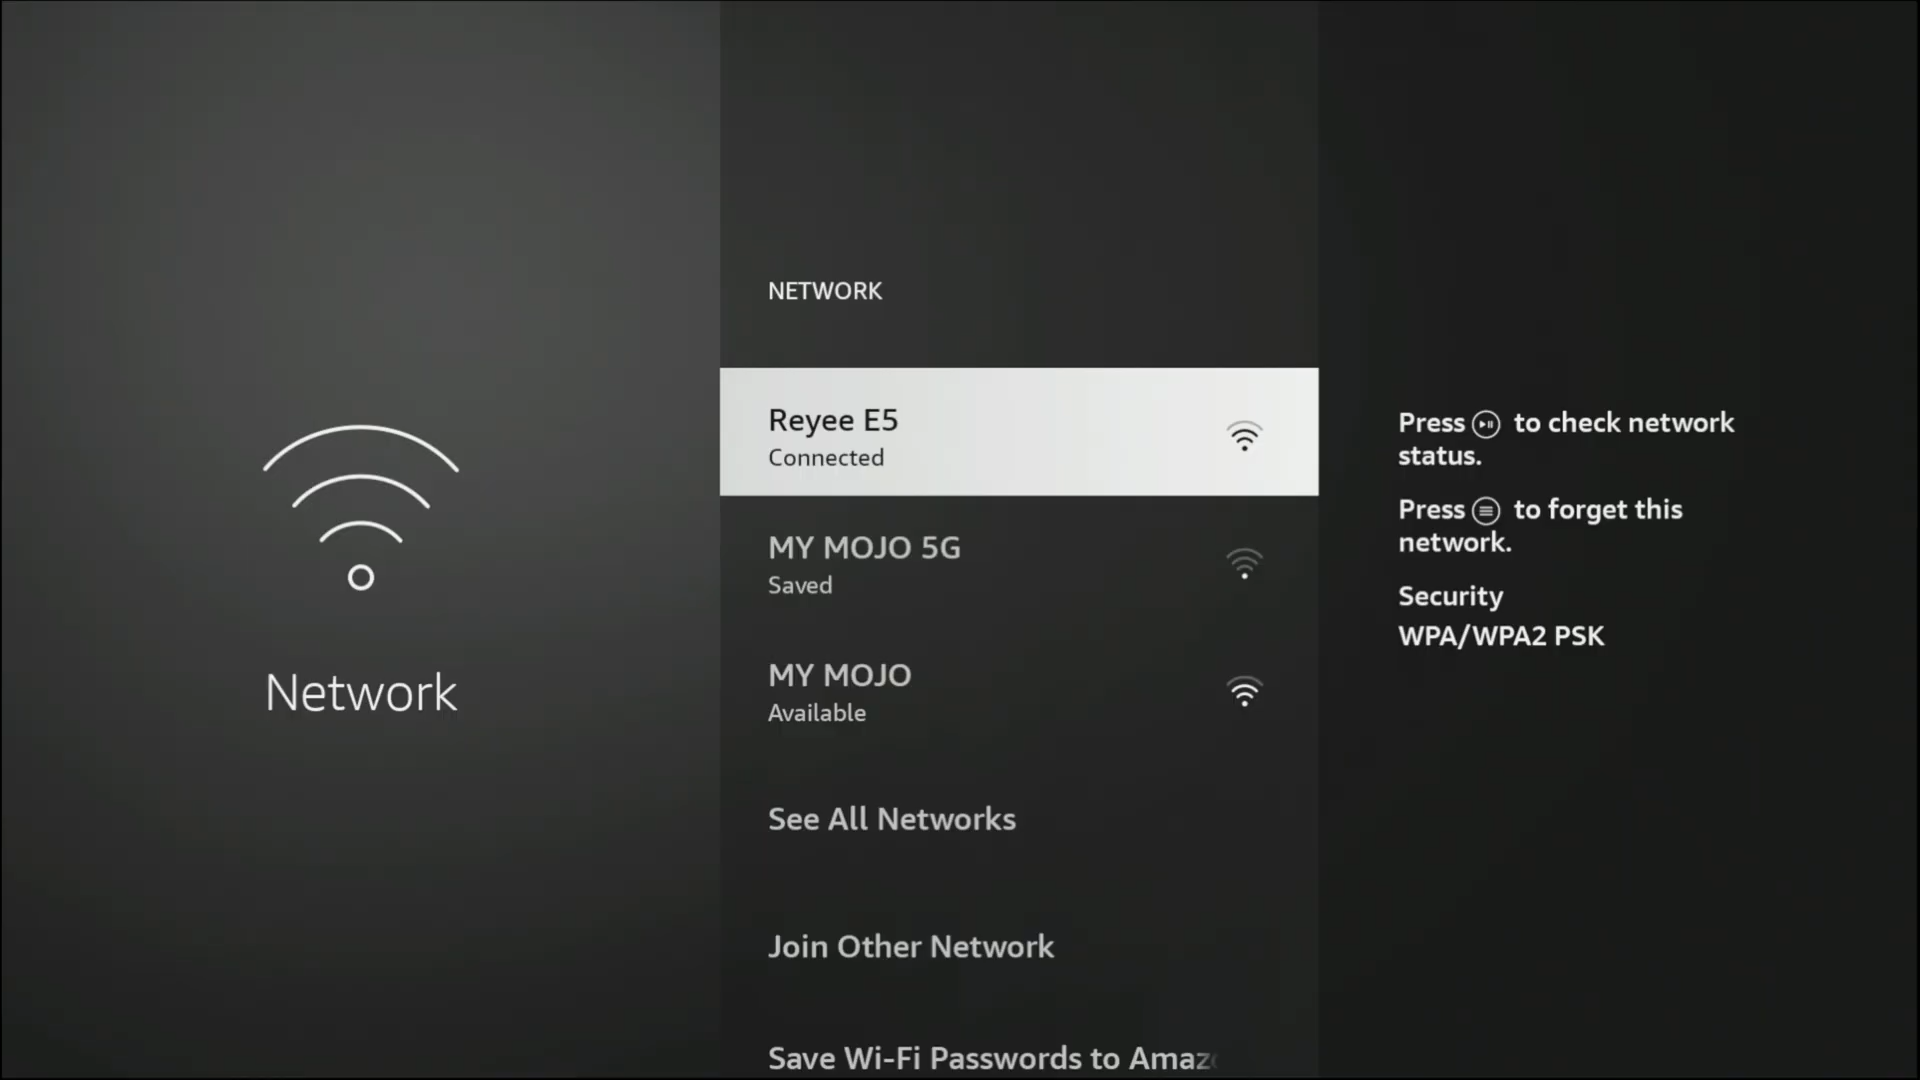 Network
NETWORK
Reyee E5
Connected
MY MOJO 5G
Saved
MY MOJO
Available
See All Networks
Join Other Network
Save Wi-Fi Passwords to Amaz
Press to check network
status.
Press to forget this
network.
Security
WPA/WPA2 PSK